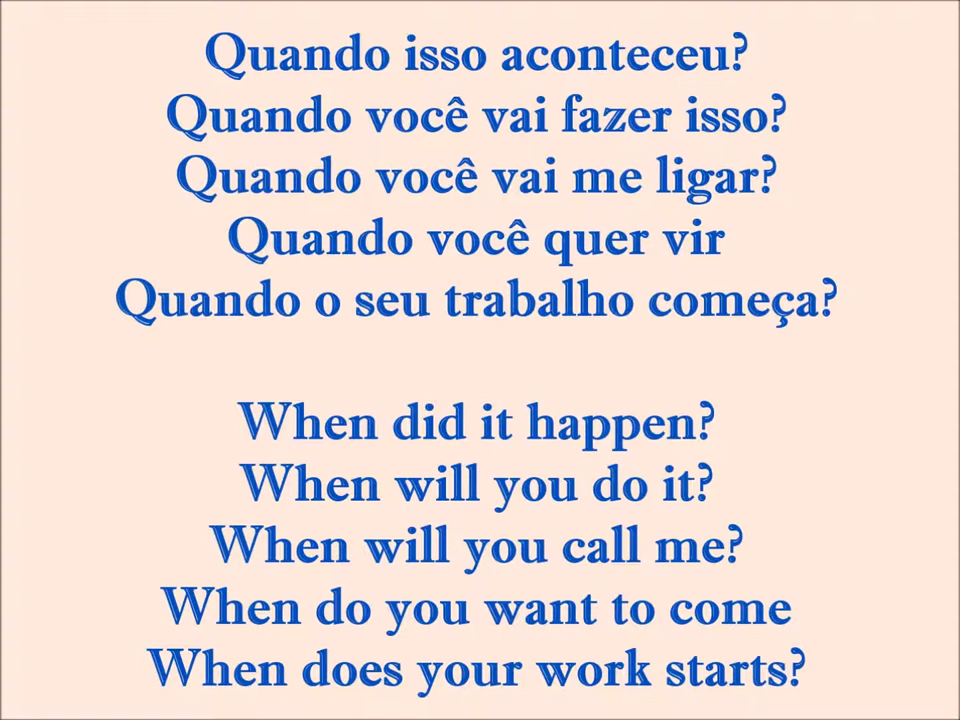 Quando isso aconteceu?
Quando você vai fazer isso?
Quando você vai me ligar?
Quando você quer vir
Quando o seu trabalho começa?
When did it happen?
When will you do it?
When will you call me?
When do you want to come
When does your work starts?